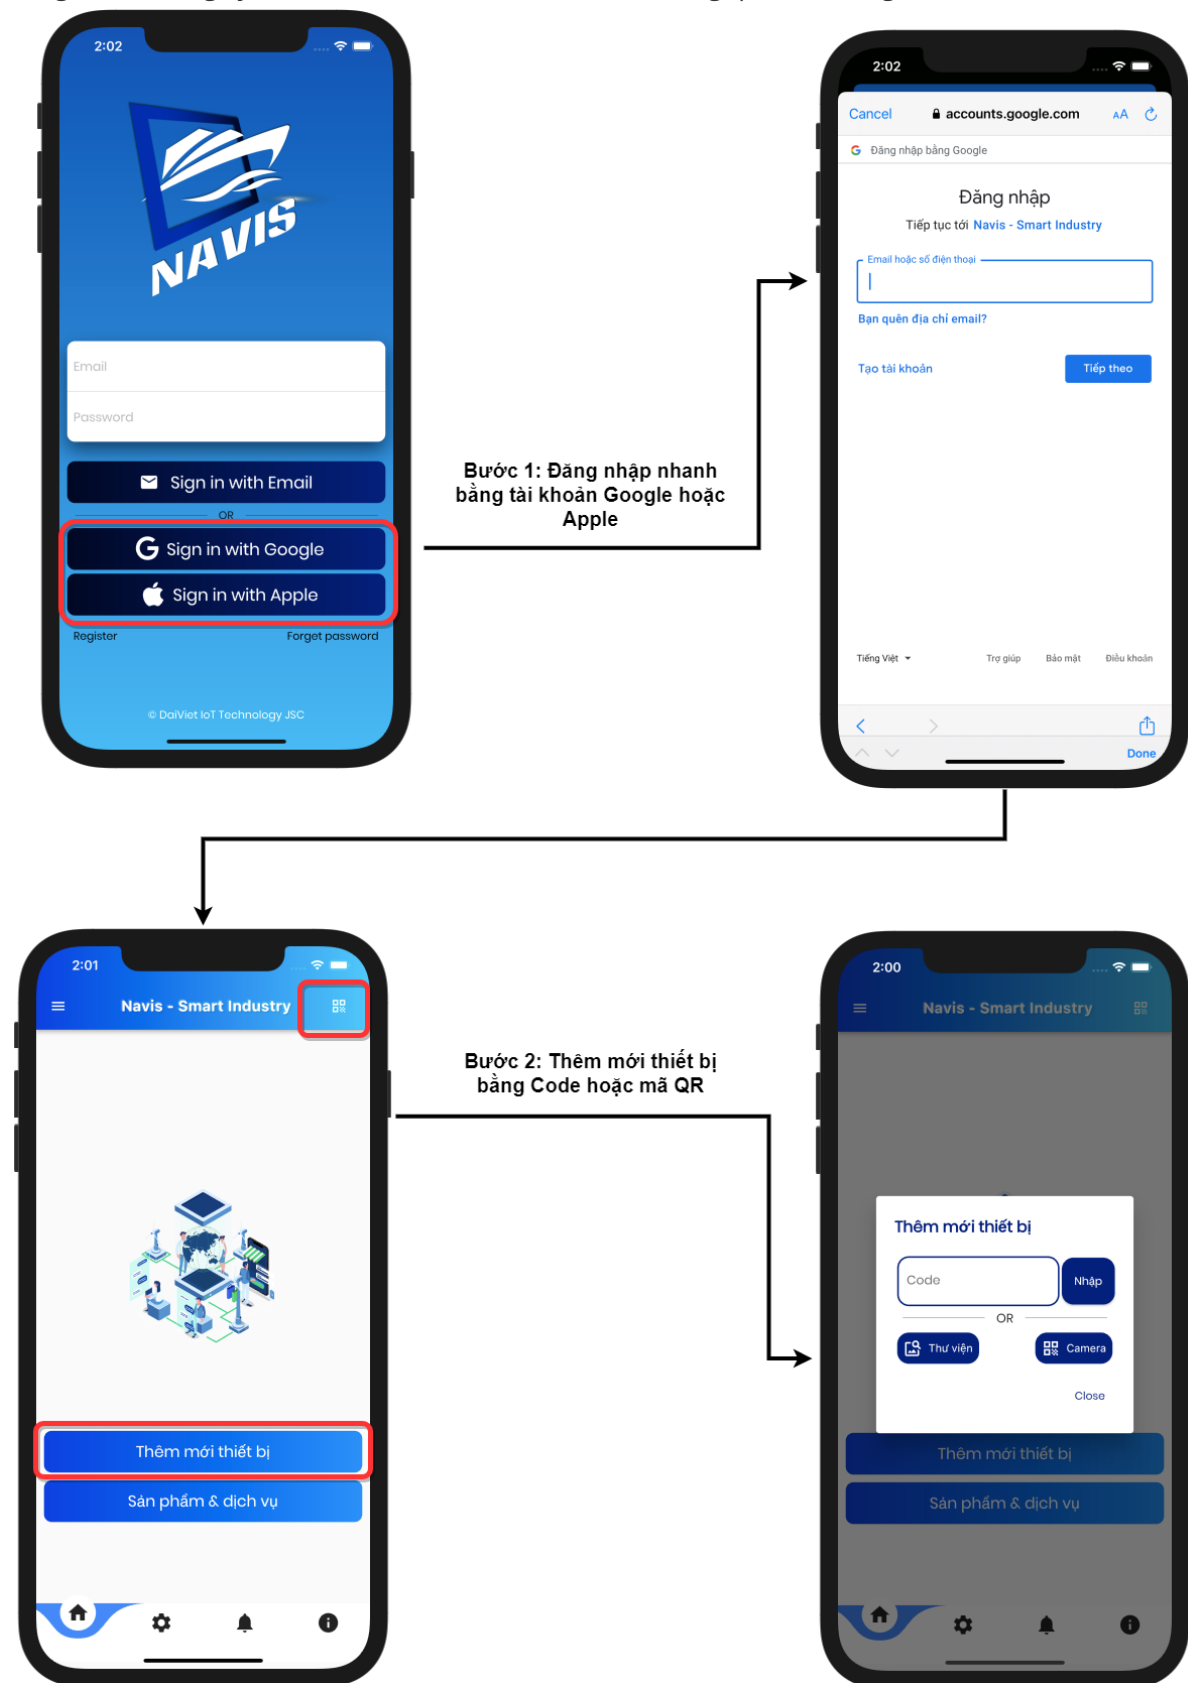 2:02
NAVIS
Email
Password
Sign in with Email
OR
Sign in with Google
Sign in with Apple
Register
Forget password
© DaiViet IoT Technology JSC
Bước 1: Đăng nhập nhanh
bằng tài khoản Google hoặc
Apple
2:02
Cancel
accounts.google.com
AA
Đăng nhập bằng Google
Đăng nhập
Tiếp tục tới Navis - Smart Industry
Email hoặc số điện thoại
Bạn quên địa chỉ email?
Tạo tài khoản
Tiếp theo
Tiếng Việt
Trợ giúp
Bảo mật
Điều khoản
Done
2:01
Navis - Smart Industry
Thêm mới thiết bị
Sản phẩm & dịch vụ
Bước 2: Thêm mới thiết bị
bằng Code hoặc mã QR
2:00
Navis - Smart Industry
Thêm mới thiết bị
Code
Nhập
OR
Thư viện
Camera
Close
Thêm mới thiết bị
Sản phẩm & dịch vụ